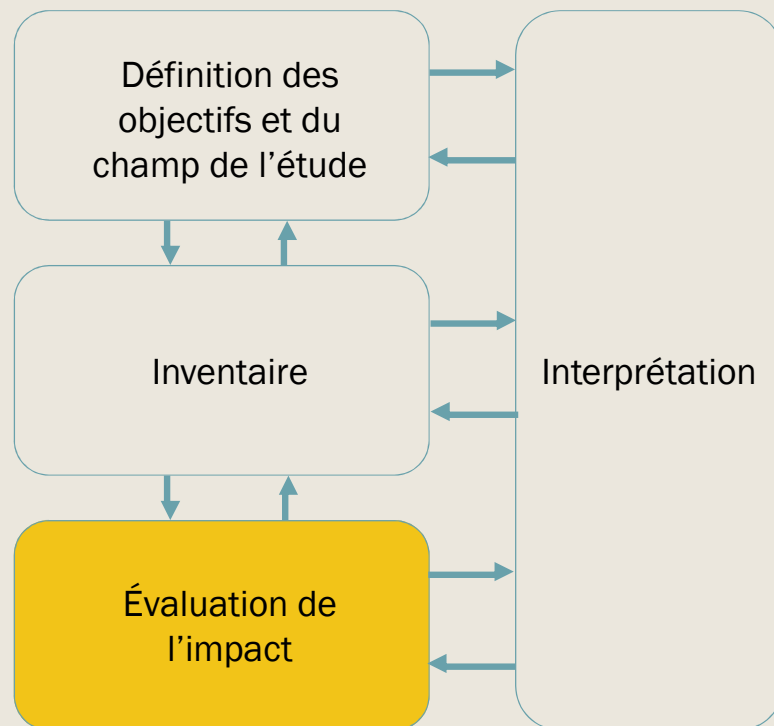 Définition des
objectifs et du
champ de l’étude
Inventaire
Interprétation
Évaluation de
l’impact